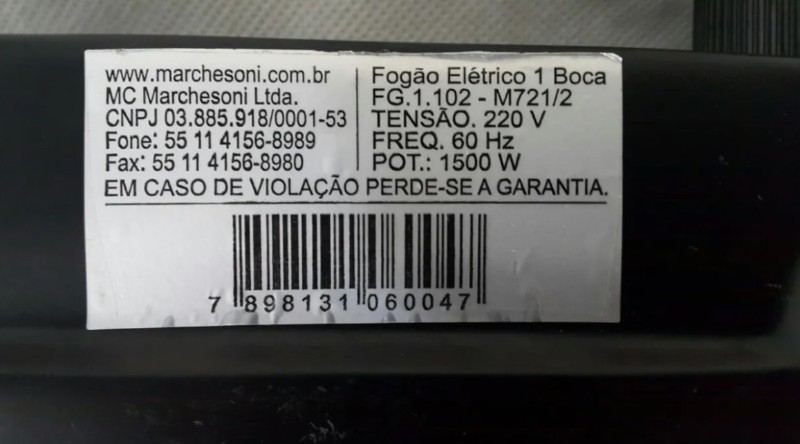 www.marchesoni.com.br
MC Marchesoni Ltda.
CNPJ 03.885.918/0001-53
Fone: 55 11 4156-8989
Fax: 55 11 4156-8980
Fogão Elétrico 1 Boca
FG.1.102 - M721/2
TENSÃO. 220 V
FREQ. 60 Hz
POT.: 1500 W
EM CASO DE VIOLAÇÃO PERDE-SE A GARANTIA.
7 898131 060047